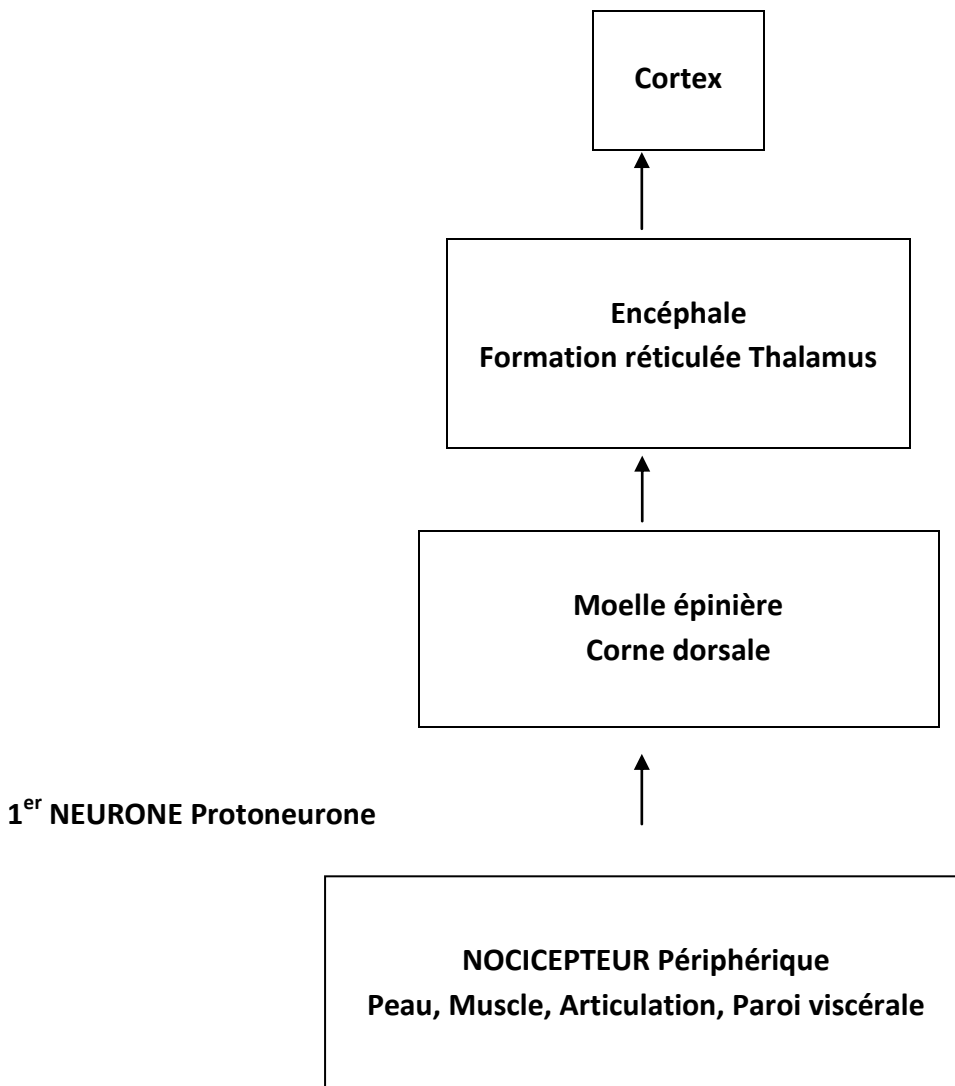 Cortex
Encéphale
Formation réticulée Thalamus
Moelle épinière
Corne dorsale
1er NEURONE Protoneurone
NOCICEPTEUR Périphérique
Peau, Muscle, Articulation, Paroi viscérale